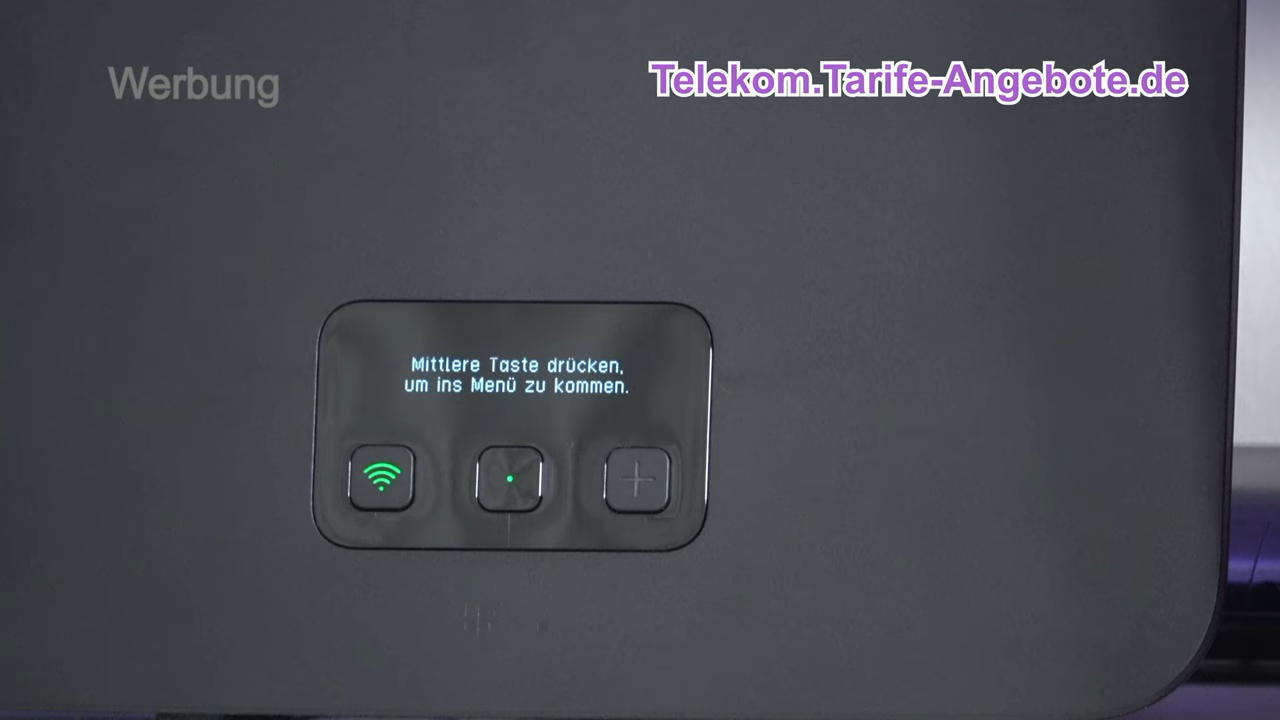 Werbung
Telekom.Tarife-Angebote.de
Mittlere Taste drücken,
um ins Menü zu kommen.